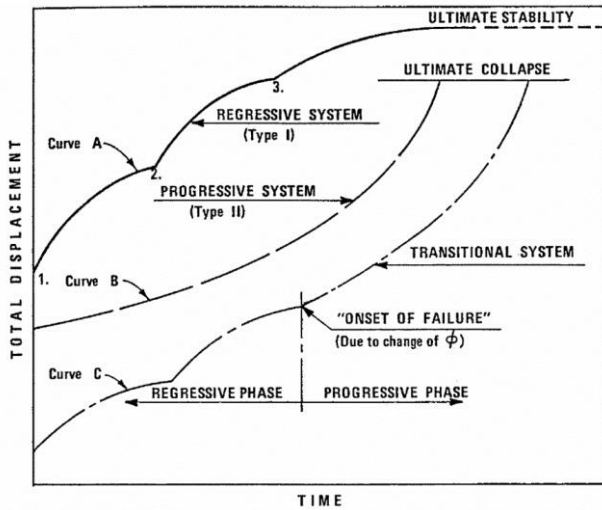 ULTIMATE STABILITY
ULTIMATE COLLAPSE
3.
REGRESSIVE SYSTEM
(Type I)
Curve A
2.
PROGRESSIVE SYSTEM
(Type II)
TRANSITIONAL SYSTEM
1.
Curve B
"ONSET OF FAILURE"
(Due to change of ϕ)
Curve C
REGRESSIVE PHASE
PROGRESSIVE PHASE
TOTAL DISPLACEMENT
TIME